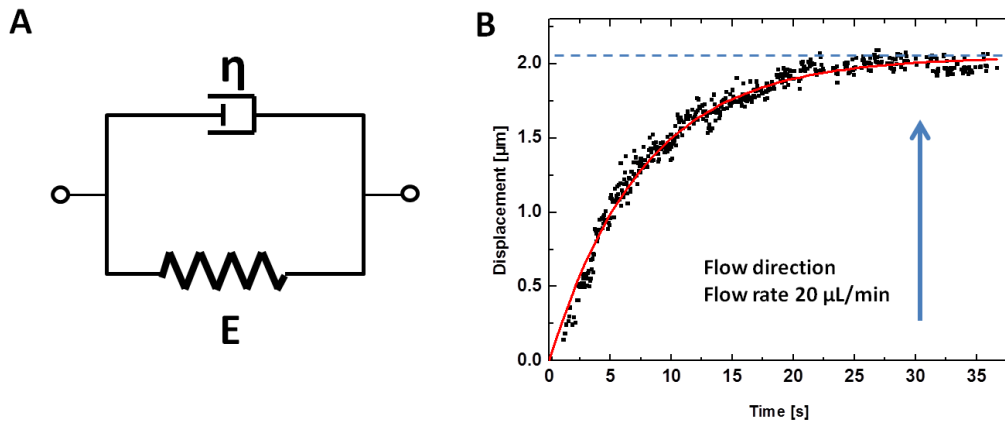 A
η
E
B
Displacement [μm]
2.0
1.5
1.0
0.5
0.0
Flow direction
Flow rate 20 μL/min
0 5 10 15 20 25 30 35
Time [s]